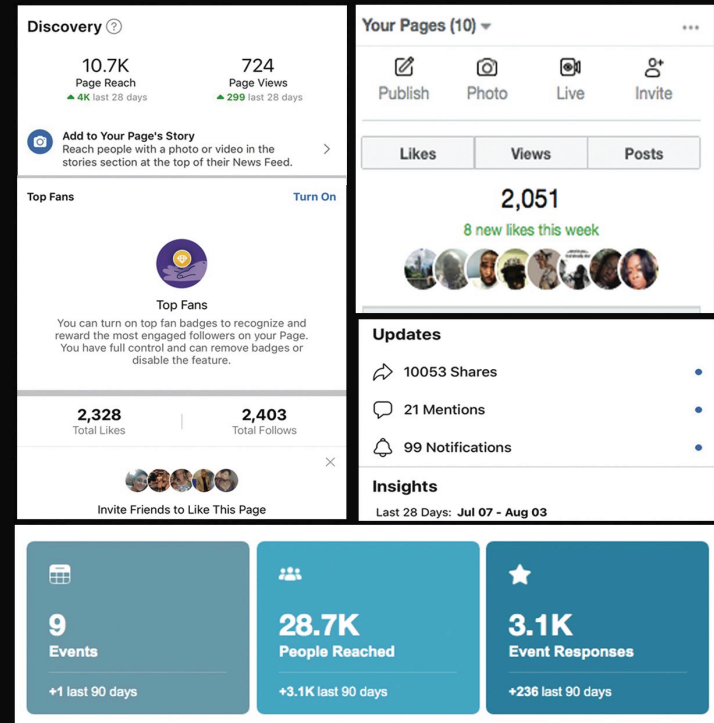 Discovery ?
10.7K
Page Reach
4K last 28 days
724
Page Views
299 last 28 days
Add to Your Page's Story
Reach people with a photo or video in the
stories section at the top of their News Feed.
Top Fans
Turn On
Top Fans
You can turn on top fan badges to recognize and
reward the most engaged followers on your Page.
You have full control and can remove badges or
disable the feature.
2,328
Total Likes
2,403
Total Follows
Invite Friends to Like This Page
Your Pages (10)
Publish
Photo
Live
Invite
Likes
Views
Posts
2,051
8 new likes this week
Updates
10053 Shares
21 Mentions
99 Notifications
Insights
Last 28 Days: Jul 07 - Aug 03
9
Events
+1 last 90 days
28.7K
People Reached
+3.1K last 90 days
3.1K
Event Responses
+236 last 90 days